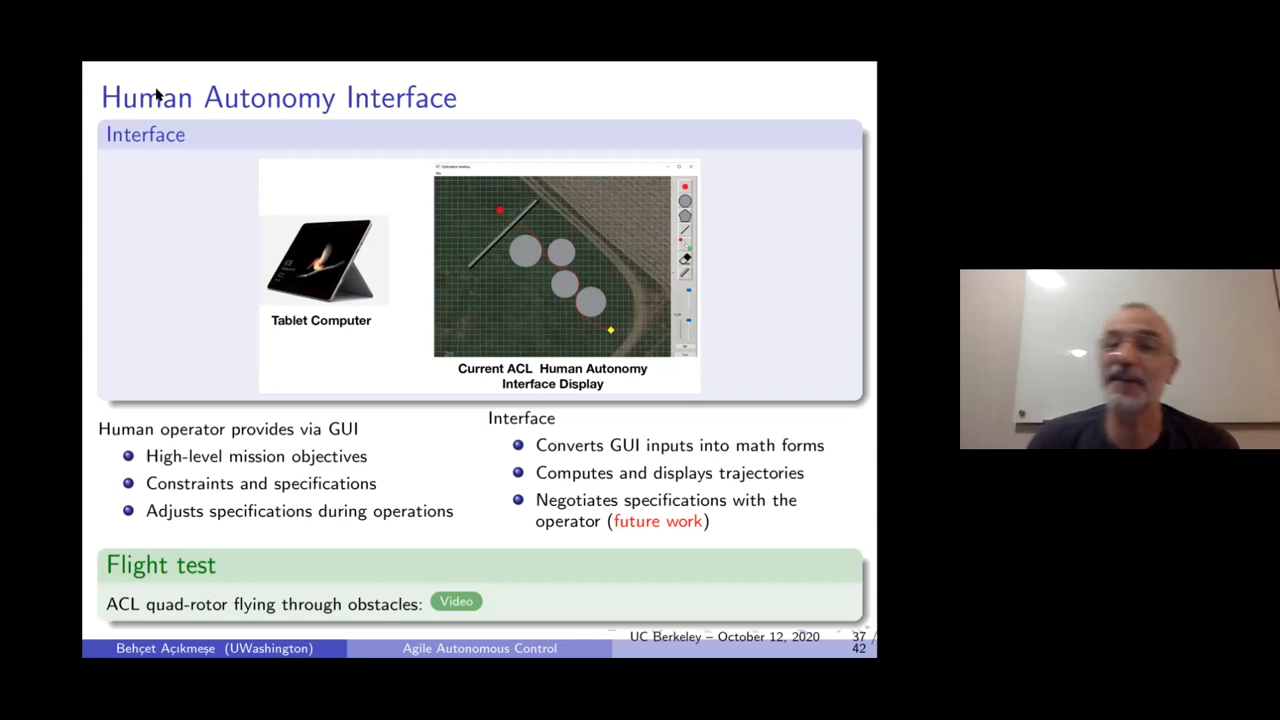 Human Autonomy Interface
Interface
Tablet Computer
Current ACL Human Autonomy
Interface Display
Human operator provides via GUI
High-level mission objectives
Constraints and specifications
Adjusts specifications during operations
Interface
Converts GUI inputs into math forms
Computes and displays trajectories
Negotiates specifications with the
operator (future work)
Flight test
ACL quad-rotor flying through obstacles: Video
UC Berkeley – October 12, 2020 37 /
Behçet Açıkmeşe (UWashington) Agile Autonomous Control 42